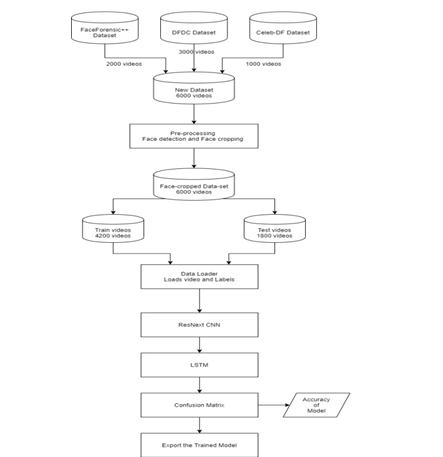 FaceForensic++
Dataset
DFDC Dataset
Celeb-DF Dataset
3000 videos
2000 videos
1000 videos
New Dataset
6000 videos
Pre-processing
Face detection and Face cropping
Face-cropped Data-set
6000 videos
Train videos
4200 videos
Test videos
1800 videos
Data Loader
Loads video and Labels
ResNext CNN
LSTM
Confusion Matrix
Accuracy
of
Model
Export the Trained Model